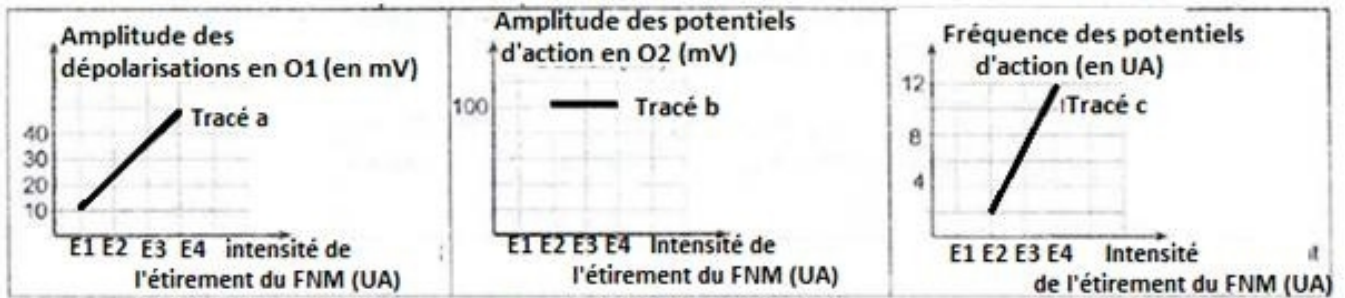 Amplitude des
dépolarisations en O1 (en mV)
Tracé a
40
30
20
10
E1 E2 E3 E4 intensité de
l'étirement du FNM (UA)
Amplitude des potentiels
d'action en O2 (mV)
100
Tracé b
E1 E2 E3 E4 Intensité de
l'étirement du FNM (UA)
Fréquence des potentiels
d'action (en UA)
12
Tracé c
8
4
E1 E2 E3 E4 Intensité
de l'étirement du FNM (UA)